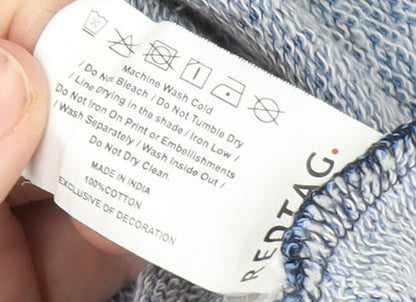 Machine Wash Cold
/ Do Not Bleach / Do Not Tumble Dry
/ Line Drying in the shade / Iron Low /
Do Not Iron On Print or Embellishments
/ Wash Separately / Wash Inside Out /
Do Not Dry Clean.
MADE IN INDIA
100%COTTON
EXCLUSIVE OF DECORATION
REDTAG.